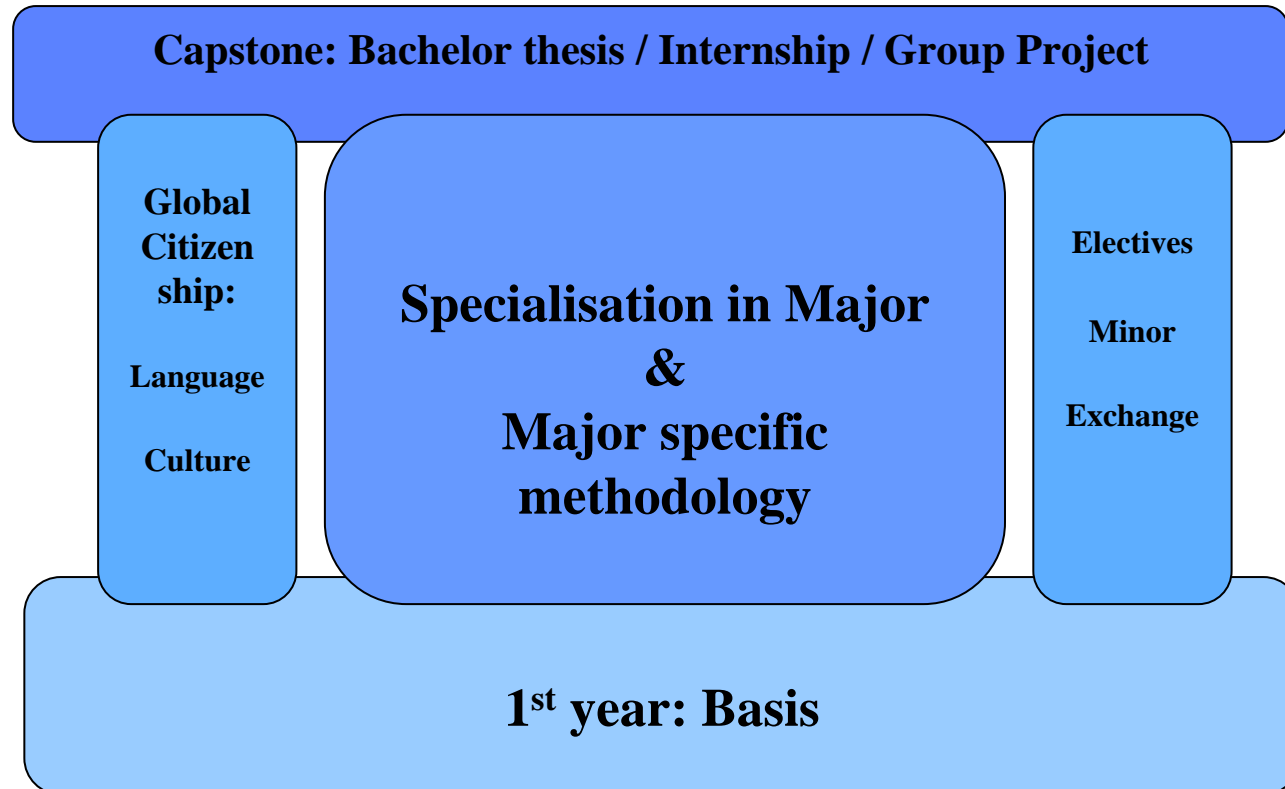 Capstone: Bachelor thesis / Internship / Group Project
Global
Citizen
ship:
Language
Culture
Specialisation in Major
&
Major specific
methodology
Electives
Minor
Exchange
1st year: Basis